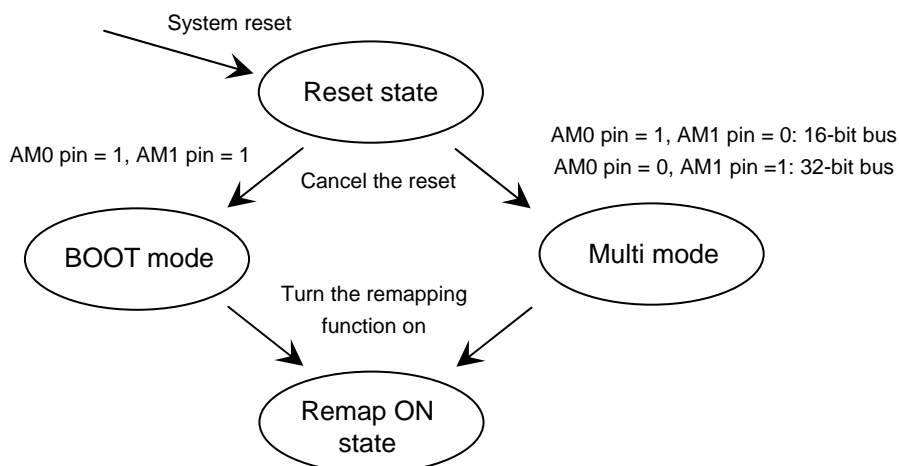 System reset
Reset state
AM0 pin = 1, AM1 pin = 0: 16-bit bus
AM0 pin = 0, AM1 pin =1: 32-bit bus
AM0 pin = 1, AM1 pin = 1
Cancel the reset
BOOT mode
Multi mode
Turn the remapping
function on
Remap ON
state